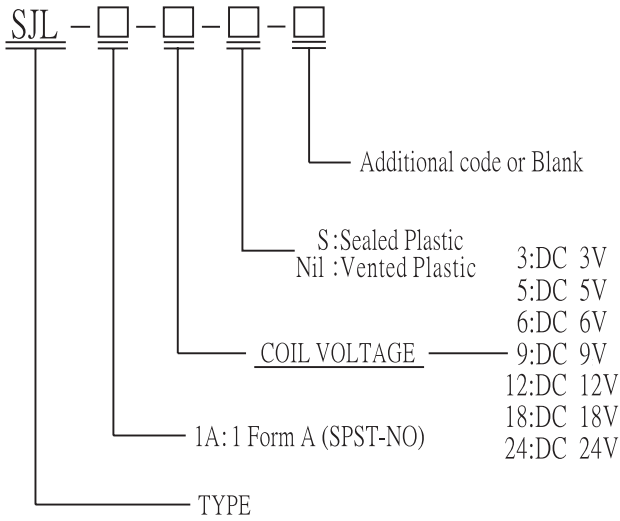 SJL - □ - □ - □ - □
Additional code or Blank
S:Sealed Plastic
Nil :Vented Plastic
3:DC 3V
5:DC 5V
6:DC 6V
COIL VOLTAGE
9:DC 9V
12:DC 12V
18:DC 18V
24:DC 24V
1A: 1 Form A (SPST-NO)
TYPE